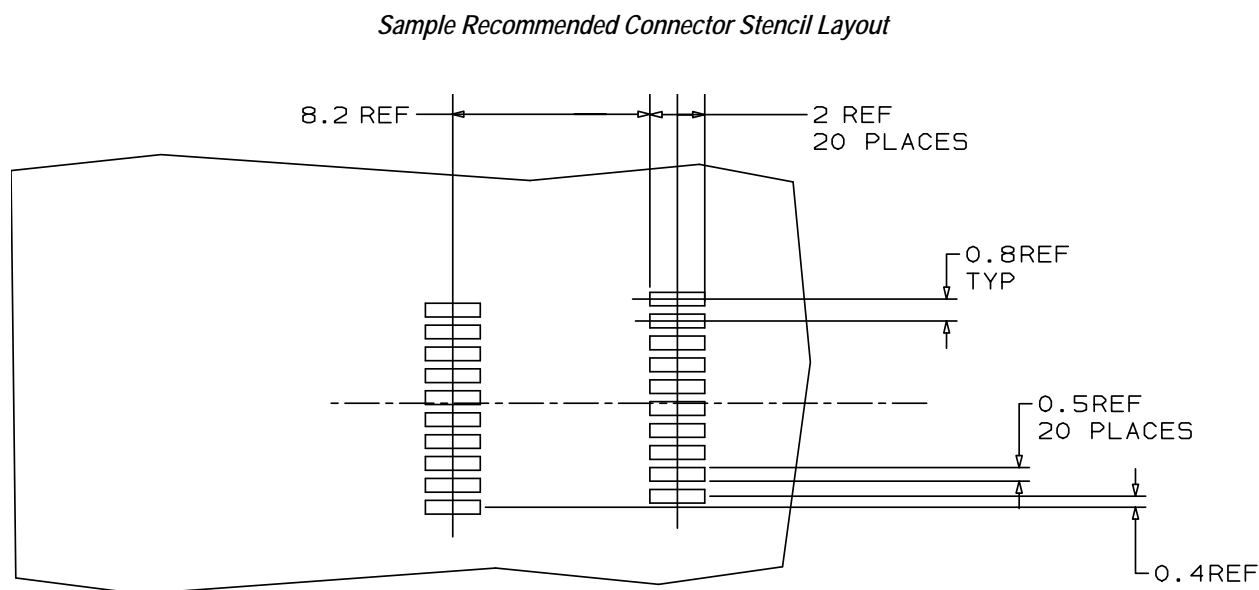 Sample Recommended Connector Stencil Layout
8.2 REF
2 REF
20 PLACES
0.8REF
TYP
0.5REF
20 PLACES
0.4REF